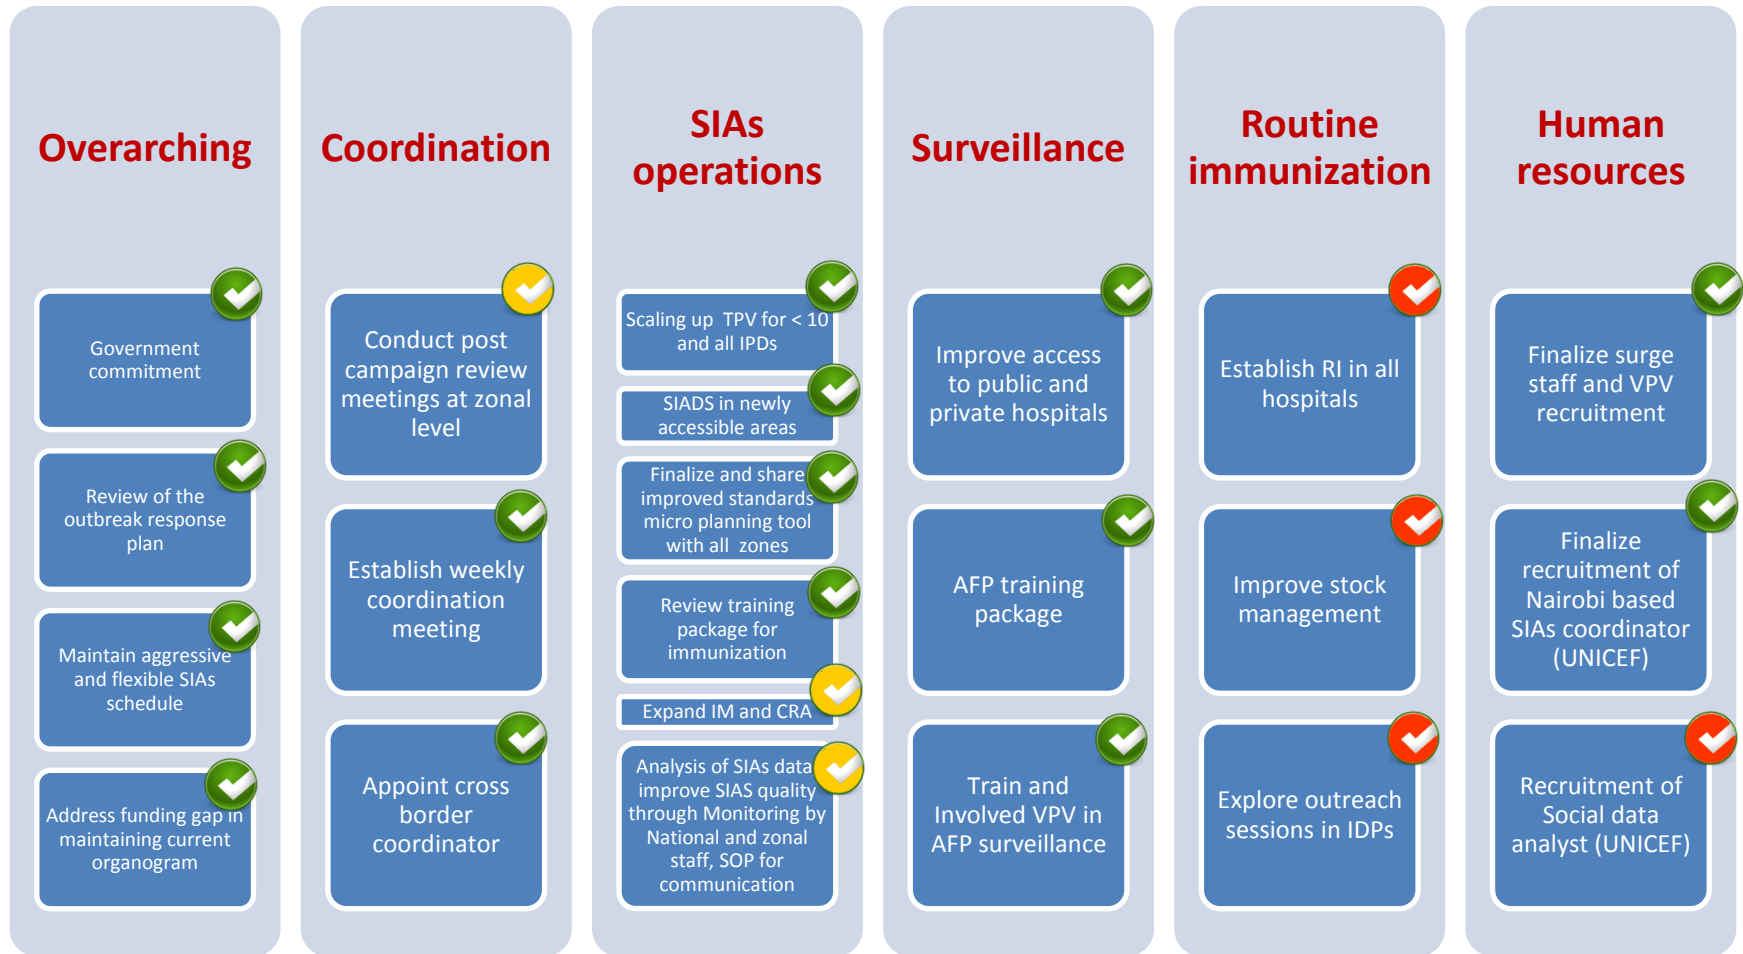 Overarching
Government
commitment
Review of the
outbreak response
plan
Maintain aggressive
and flexible SIAs
schedule
Address funding gap in
maintaining current
organogram
Coordination
Conduct post
campaign review
meetings at zonal
level
Establish weekly
coordination
meeting
Appoint cross
border
coordinator
SIAs
operations
Scaling up TPV for < 10
and all IPDs
SIADS in newly
accessible areas
Finalize and share
improved standards
micro planning tool
with all zones
Review training
package for
immunization
Expand IM and CRA
Analysis of SIAs data
improve SIAS quality
through Monitoring by
National and zonal
staff, SOP for
communication
Surveillance
Improve access
to public and
private hospitals
AFP training
package
Train and
Involved VPV in
AFP surveillance
Routine
immunization
Establish RI in all
hospitals
Improve stock
management
Explore outreach
sessions in IDPs
Human
resources
Finalize surge
staff and VPV
recruitment
Finalize
recruitment of
Nairobi based
SIAs coordinator
(UNICEF)
Recruitment of
Social data
analyst (UNICEF)